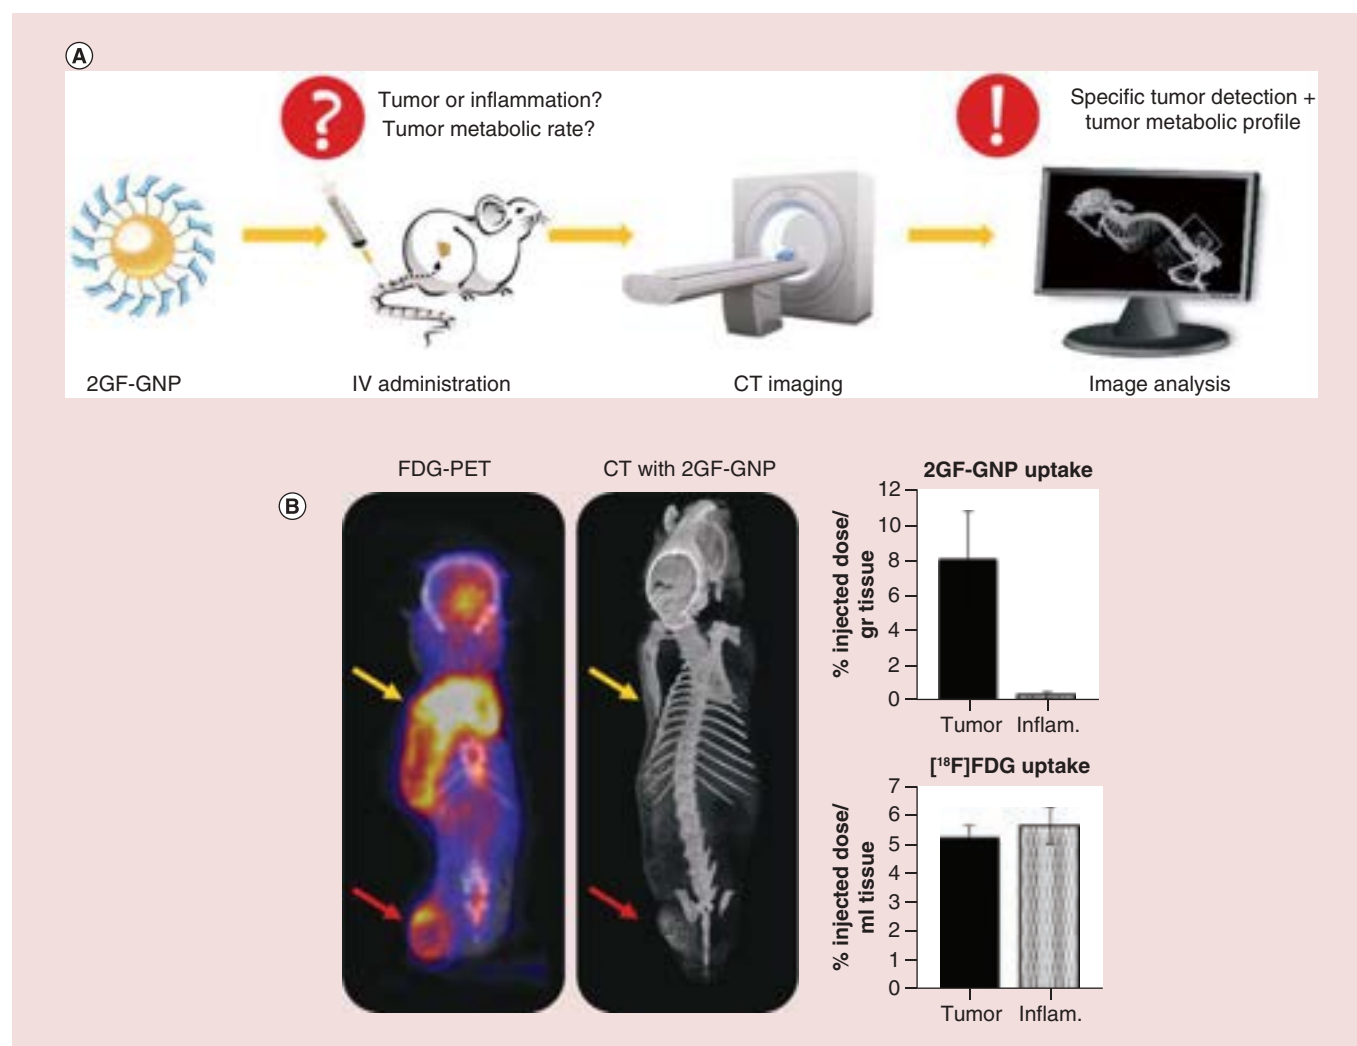 A
?
Tumor or inflammation?
Tumor metabolic rate?
!
Specific tumor detection +
tumor metabolic profile
2GF-GNP
IV administration
CT imaging
Image analysis
B
FDG-PET
CT with 2GF-GNP
2GF-GNP uptake
% injected dose/
gr tissue
12
10
8
6
4
2
0
Tumor
Inflam.
[¹⁸F]FDG uptake
% injected dose/
ml tissue
7
6
5
4
3
2
1
0
Tumor
Inflam.